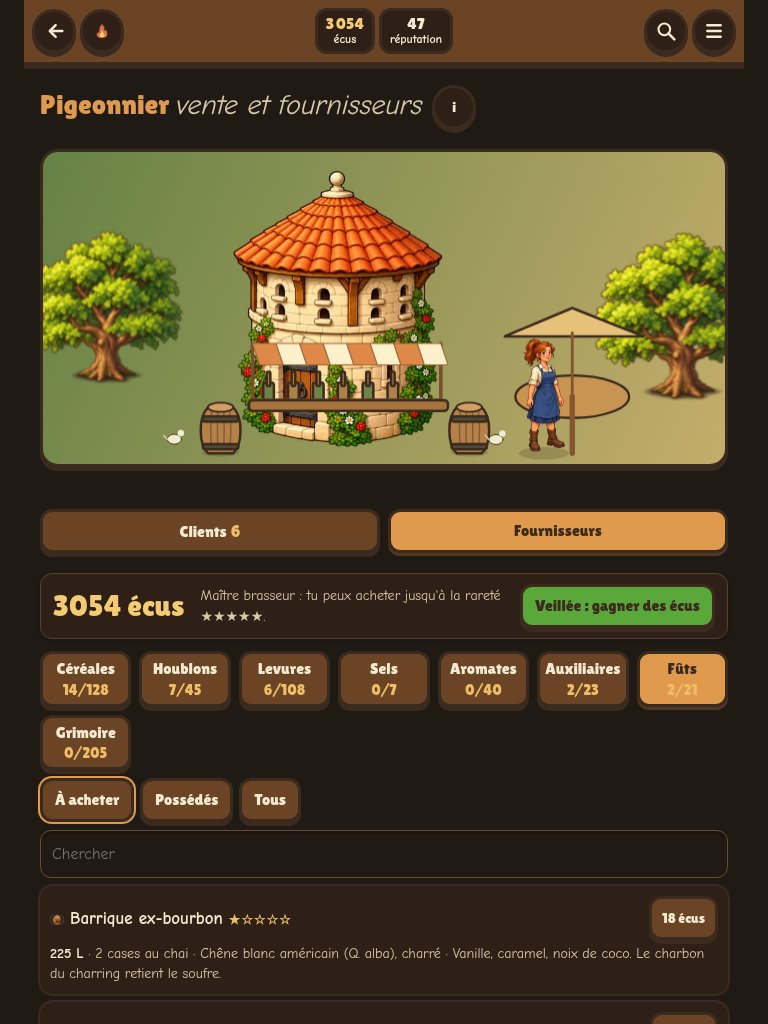 3054
écus
47
réputation
Pigeonnier vente et fournisseurs
i
Clients 6
Fournisseurs
3054 écus
Maître brasseur : tu peux acheter jusqu'à la rareté
★★★★★.
Veillée : gagner des écus
Céréales
14/128
Houblons
7/45
Levures
6/108
Sels
0/7
Aromates
0/40
Auxiliaires
2/23
Fûts
2/21
Grimoire
0/205
À acheter
Possédés
Tous
Chercher
Barrique ex-bourbon ★☆☆☆☆
18 écus
225 L · 2 cases au chai · Chêne blanc américain (Q. alba), charré · Vanille, caramel, noix de coco. Le charbon
du charring retient le soufre.